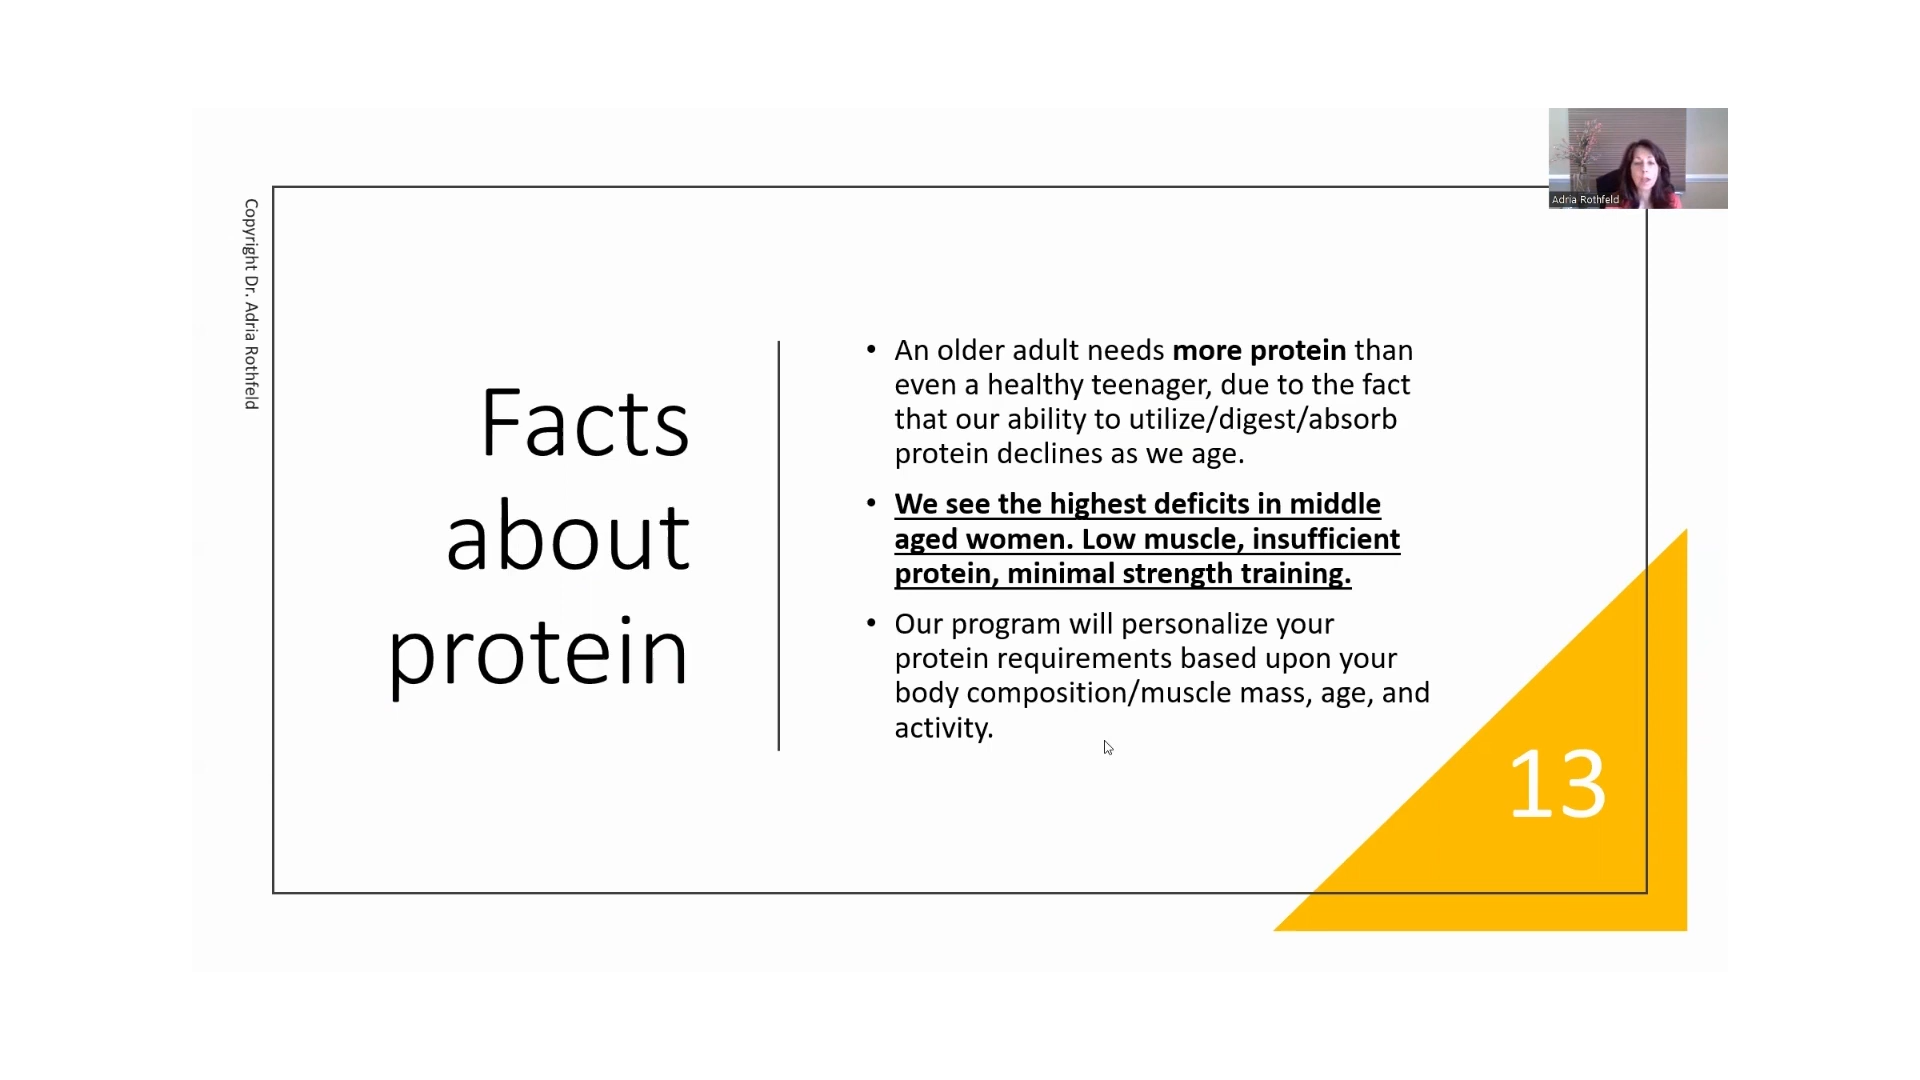 Adria Rothfeld
Copyright Dr. Adria Rothfeld
Facts
about
protein
• An older adult needs more protein than
even a healthy teenager, due to the fact
that our ability to utilize/digest/absorb
protein declines as we age.
• We see the highest deficits in middle
aged women. Low muscle, insufficient
protein, minimal strength training.
• Our program will personalize your
protein requirements based upon your
body composition/muscle mass, age, and
activity.
13